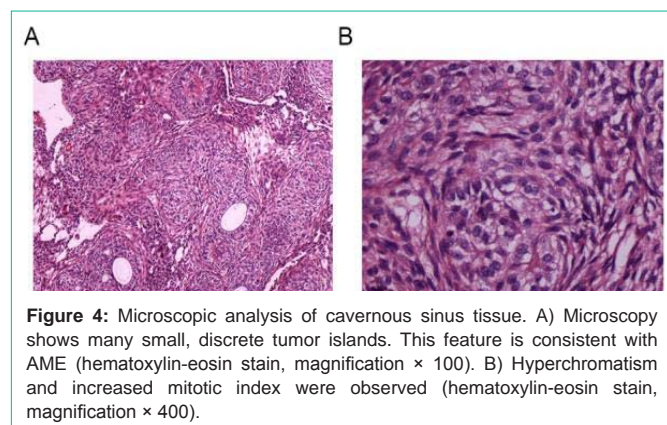 A
B
Figure 4: Microscopic analysis of cavernous sinus tissue. A) Microscopy
shows many small, discrete tumor islands. This feature is consistent with
AME (hematoxylin-eosin stain, magnification × 100). B) Hyperchromatism
and increased mitotic index were observed (hematoxylin-eosin stain,
magnification × 400).